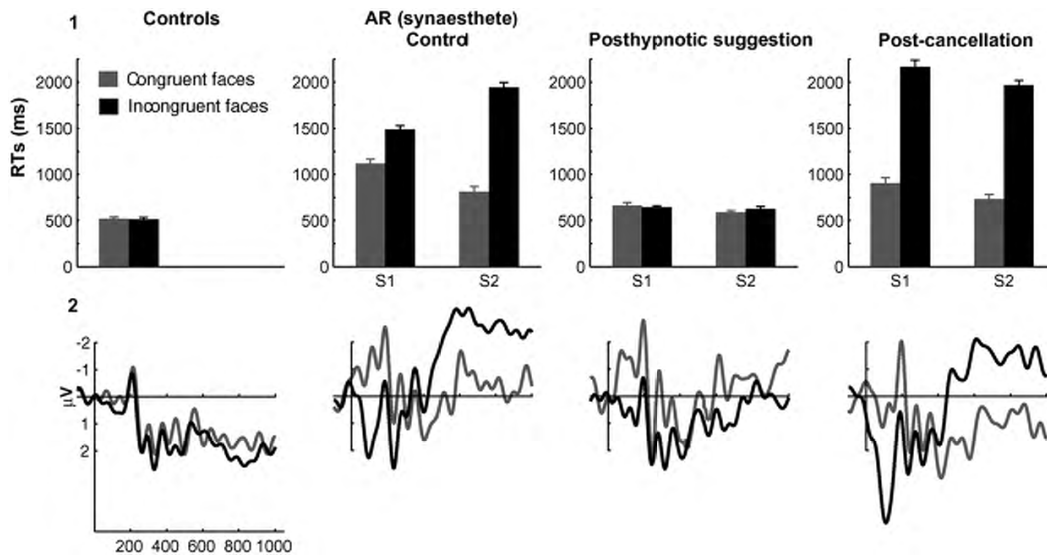 1
Controls
AR (synaesthete)
Control
Posthypnotic suggestion
Post-cancellation
Congruent faces
Incongruent faces
RTs (ms)
2000
1500
1000
500
0
2000
1500
1000
500
0
S1 S2
2000
1500
1000
500
0
S1 S2
2000
1500
1000
500
0
S1 S2
2
-2
-1
µV
1
2
200 400 600 800 1000